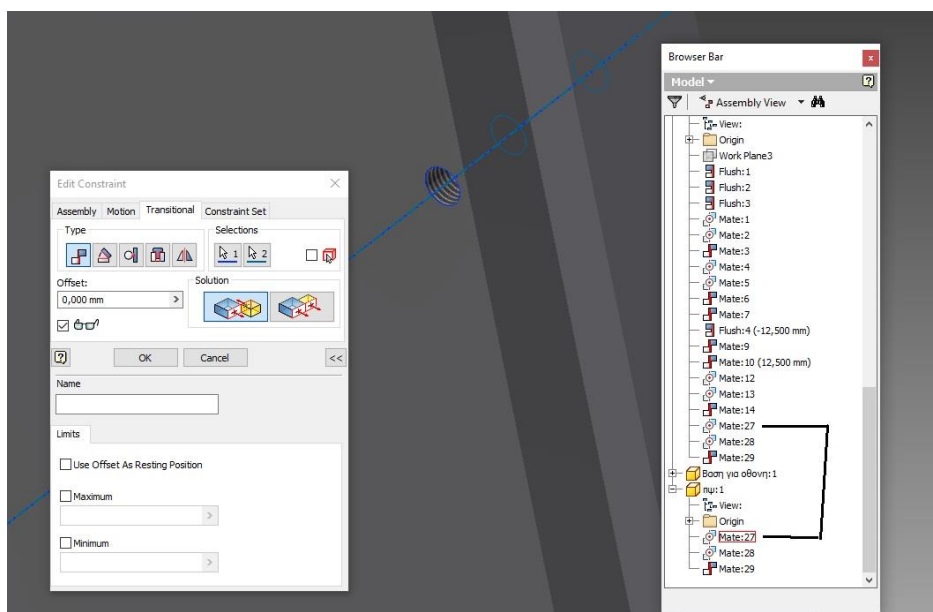 Edit Constraint
Assembly Motion Transitional Constraint Set
Type
Selections
1 2
Offset:
0,000 mm
Solution
OK Cancel <<
Name
Limits
Use Offset As Resting Position
Maximum
Minimum
Browser Bar
Model
Assembly View
View:
Origin
Work Plane3
Flush:1
Flush:2
Flush:3
Mate:1
Mate:2
Mate:3
Mate:4
Mate:5
Mate:6
Mate:7
Flush:4 (-12,500 mm)
Mate:9
Mate:10 (12,500 mm)
Mate:12
Mate:13
Mate:14
Mate:27
Mate:28
Mate:29
Βαση για οθονη:1
πψ:1
View:
Origin
Mate:27
Mate:28
Mate:29